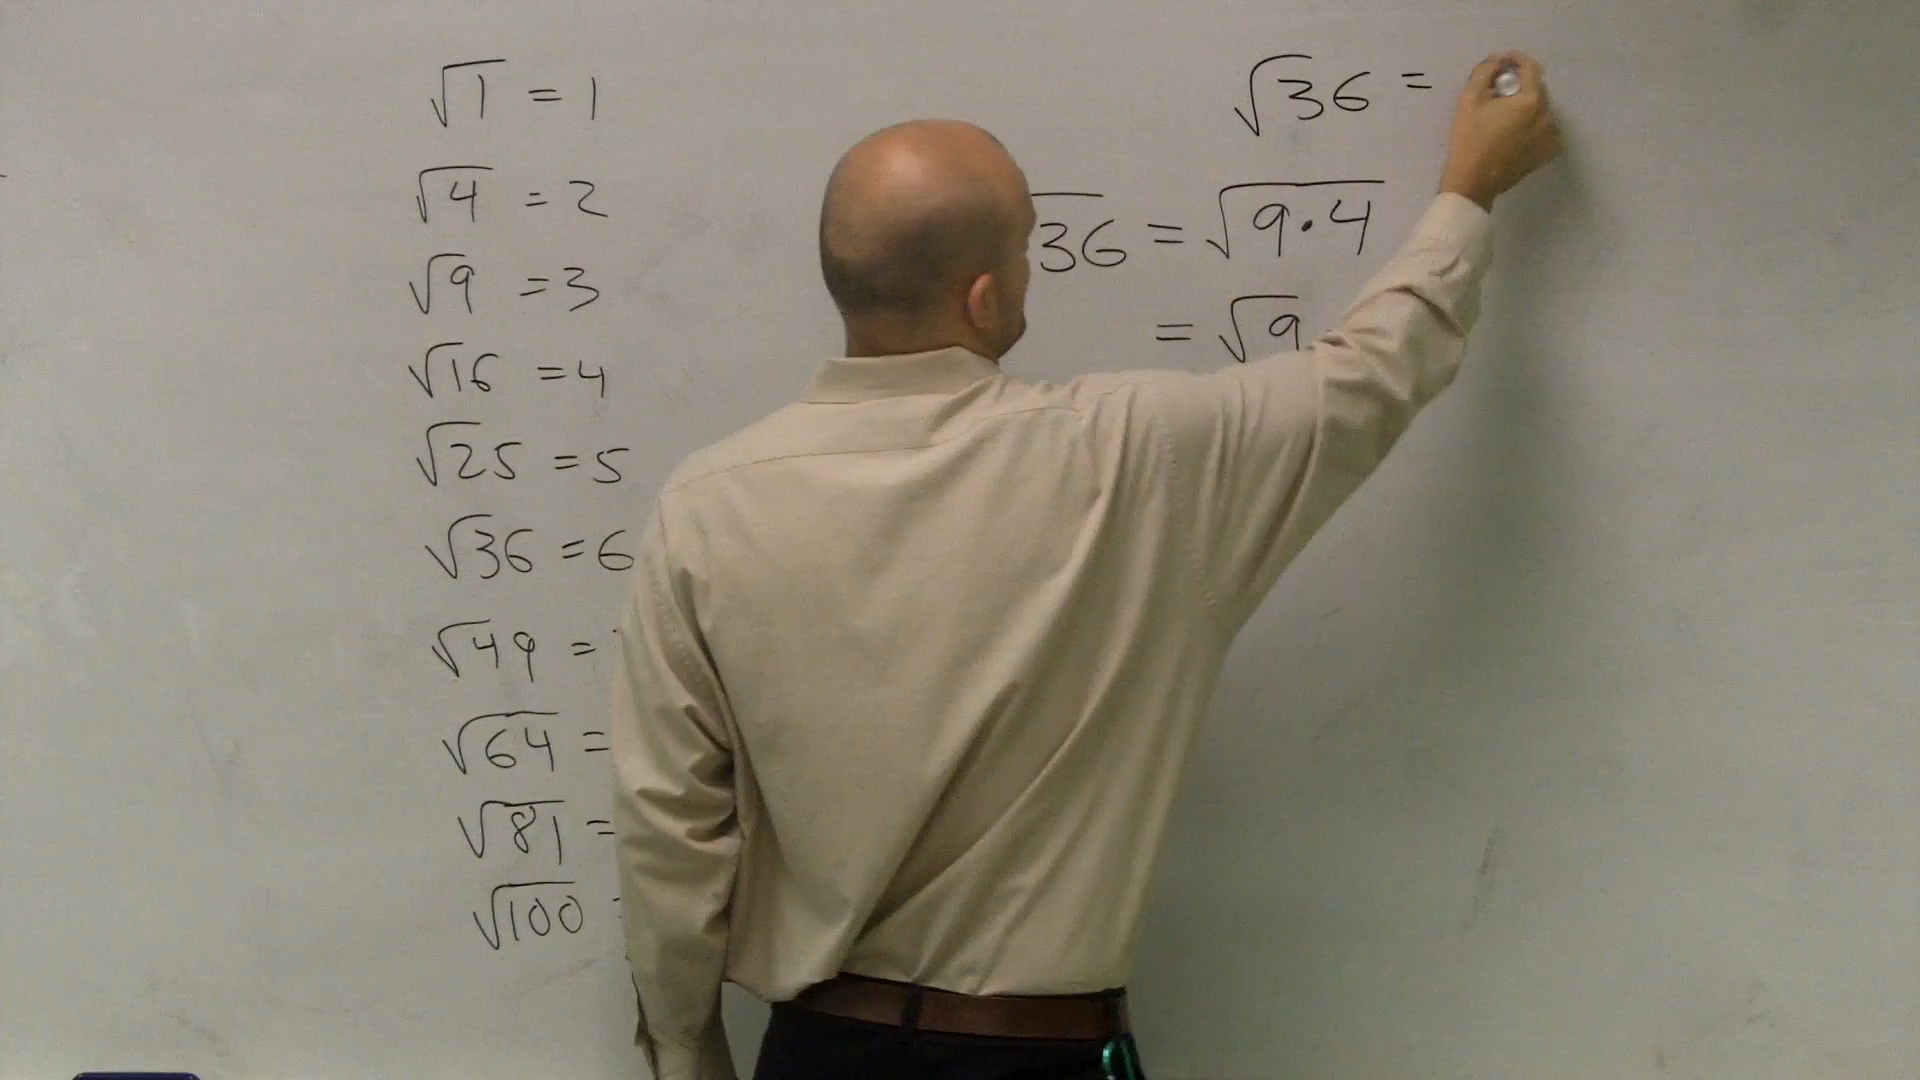 √1 = 1
√4 = 2
√9 = 3
√16 = 4
√25 = 5
√36 = 6
√49 =
√64 =
√81 =
√100
√36 =
36 = √9·4
= √9